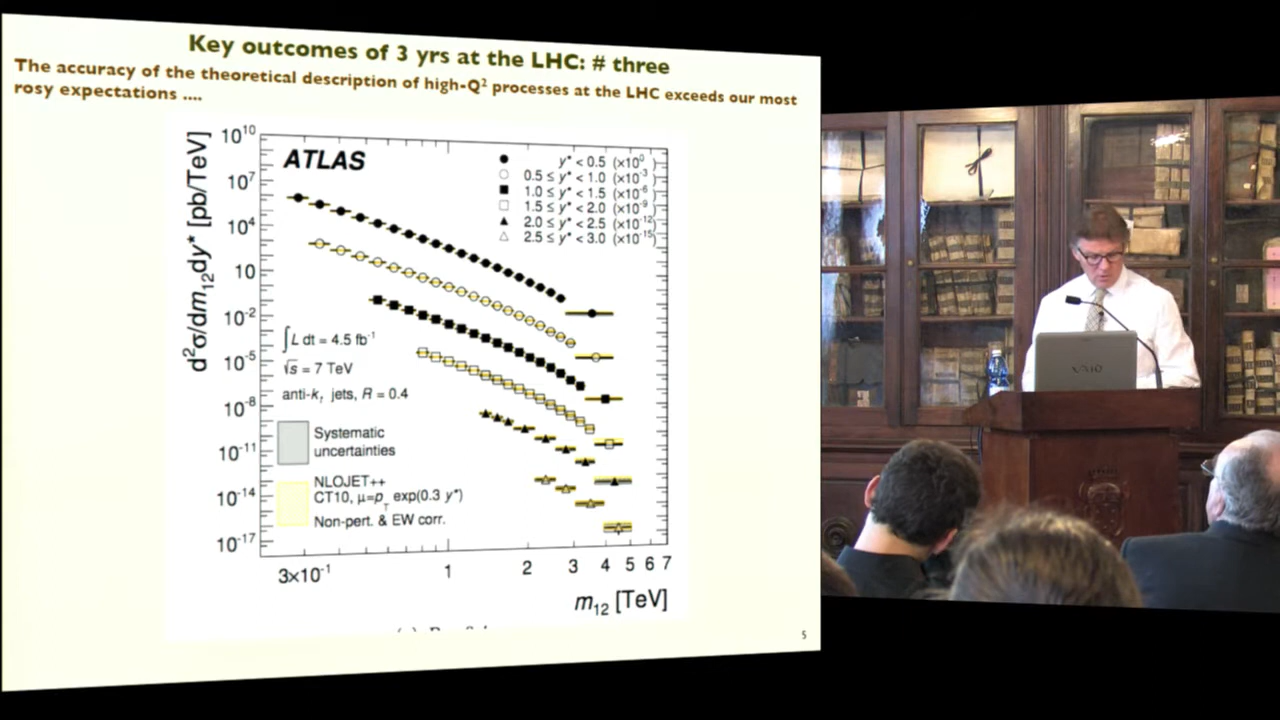 Key outcomes of 3 yrs at the LHC: # three
The accuracy of the theoretical description of high-Q² processes at the LHC exceeds our most
rosy expectations ....
d²σ/dm₁₂dy* [pb/TeV]
10¹⁰
10⁷
10⁴
10
10⁻²
10⁻⁵
10⁻⁸
10⁻¹¹
10⁻¹⁴
10⁻¹⁷
ATLAS
y* < 0.5 (×10⁰)
0.5 ≤ y* < 1.0 (×10⁻³)
1.0 ≤ y* < 1.5 (×10⁻⁶)
1.5 ≤ y* < 2.0 (×10⁻⁹)
2.0 ≤ y* < 2.5 (×10⁻¹²)
2.5 ≤ y* < 3.0 (×10⁻¹⁵)
∫L dt = 4.5 fb⁻¹
√s = 7 TeV
anti-kₜ jets, R = 0.4
Systematic
uncertainties
NLOJET++
CT10, μ=p_T exp(0.3 y*)
Non-pert. & EW corr.
3×10⁻¹ 1 2 3 4 5 6 7
m₁₂ [TeV]
5
VAIO